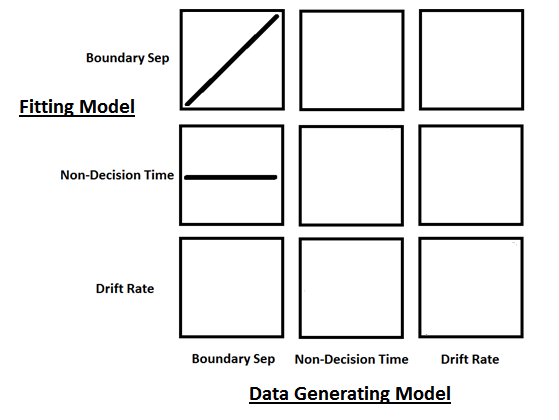 Boundary Sep
Fitting Model
Non-Decision Time
Drift Rate
Boundary Sep Non-Decision Time Drift Rate
Data Generating Model